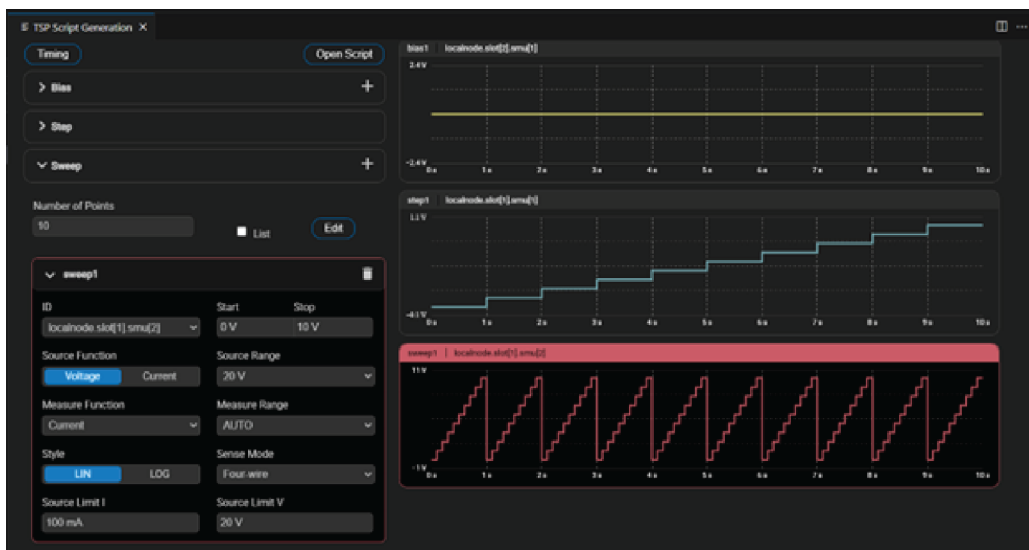 TSP Script Generation
Timing Open Script
Bias
Step
Sweep
Number of Points
10
List Edit
sweep1
ID Start Stop
localnode.slot[1].smu[2] 0 V 10 V
Source Function Source Range
Voltage Current 20 V
Measure Function Measure Range
Current AUTO
Style Sense Mode
LIN LOG Four-wire
Source Limit I Source Limit V
100 mA 20 V
bias1 localnode.slot[2].smu[1]
2.4 V
-2.4 V
0 s 1 s 2 s 3 s 4 s 5 s 6 s 7 s 8 s 9 s 10 s
step1 localnode.slot[1].smu[1]
1.1 V
-0.1 V
0 s 1 s 2 s 3 s 4 s 5 s 6 s 7 s 8 s 9 s 10 s
sweep1 localnode.slot[1].smu[2]
11 V
-1 V
0 s 1 s 2 s 3 s 4 s 5 s 6 s 7 s 8 s 9 s 10 s